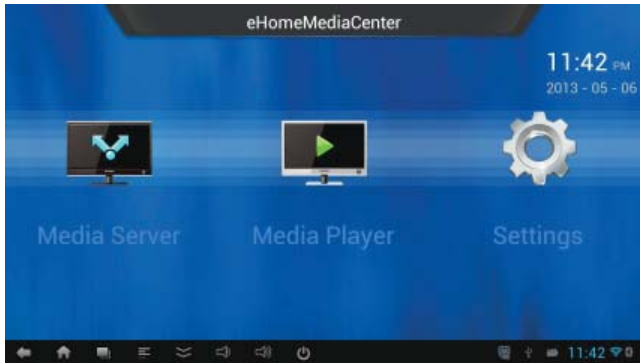 eHomeMediaCenter
11:42 PM
2013 - 05 - 06
Media Server
Media Player
Settings
11:42